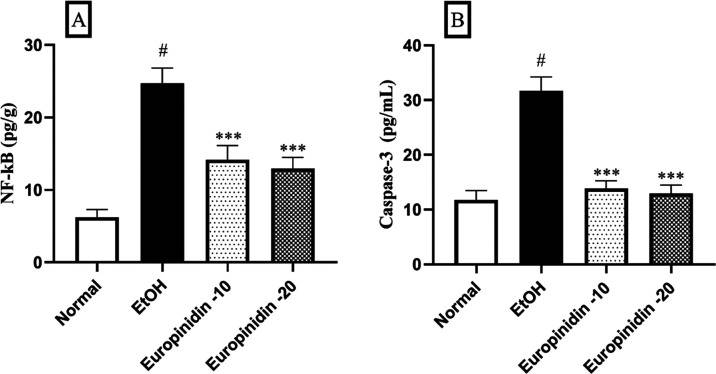 A
NF-kB (pg/g)
40
30
20
10
0
#
***
***
Normal
EtOH
Europinidin -10
Europinidin -20
B
Caspase-3 (pg/mL)
40
30
20
10
0
#
***
***
Normal
EtOH
Europinidin -10
Europinidin -20